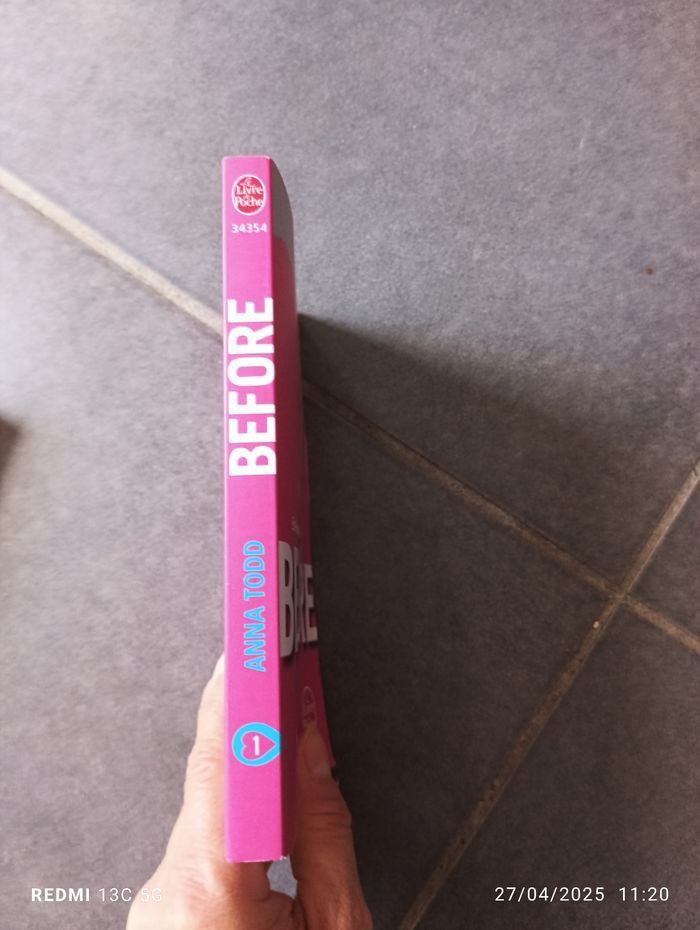 Le
Livre
de
Poche
34354
BEFORE
ANNA TODD
1
REDMI 13C 5G
27/04/2025 11:20